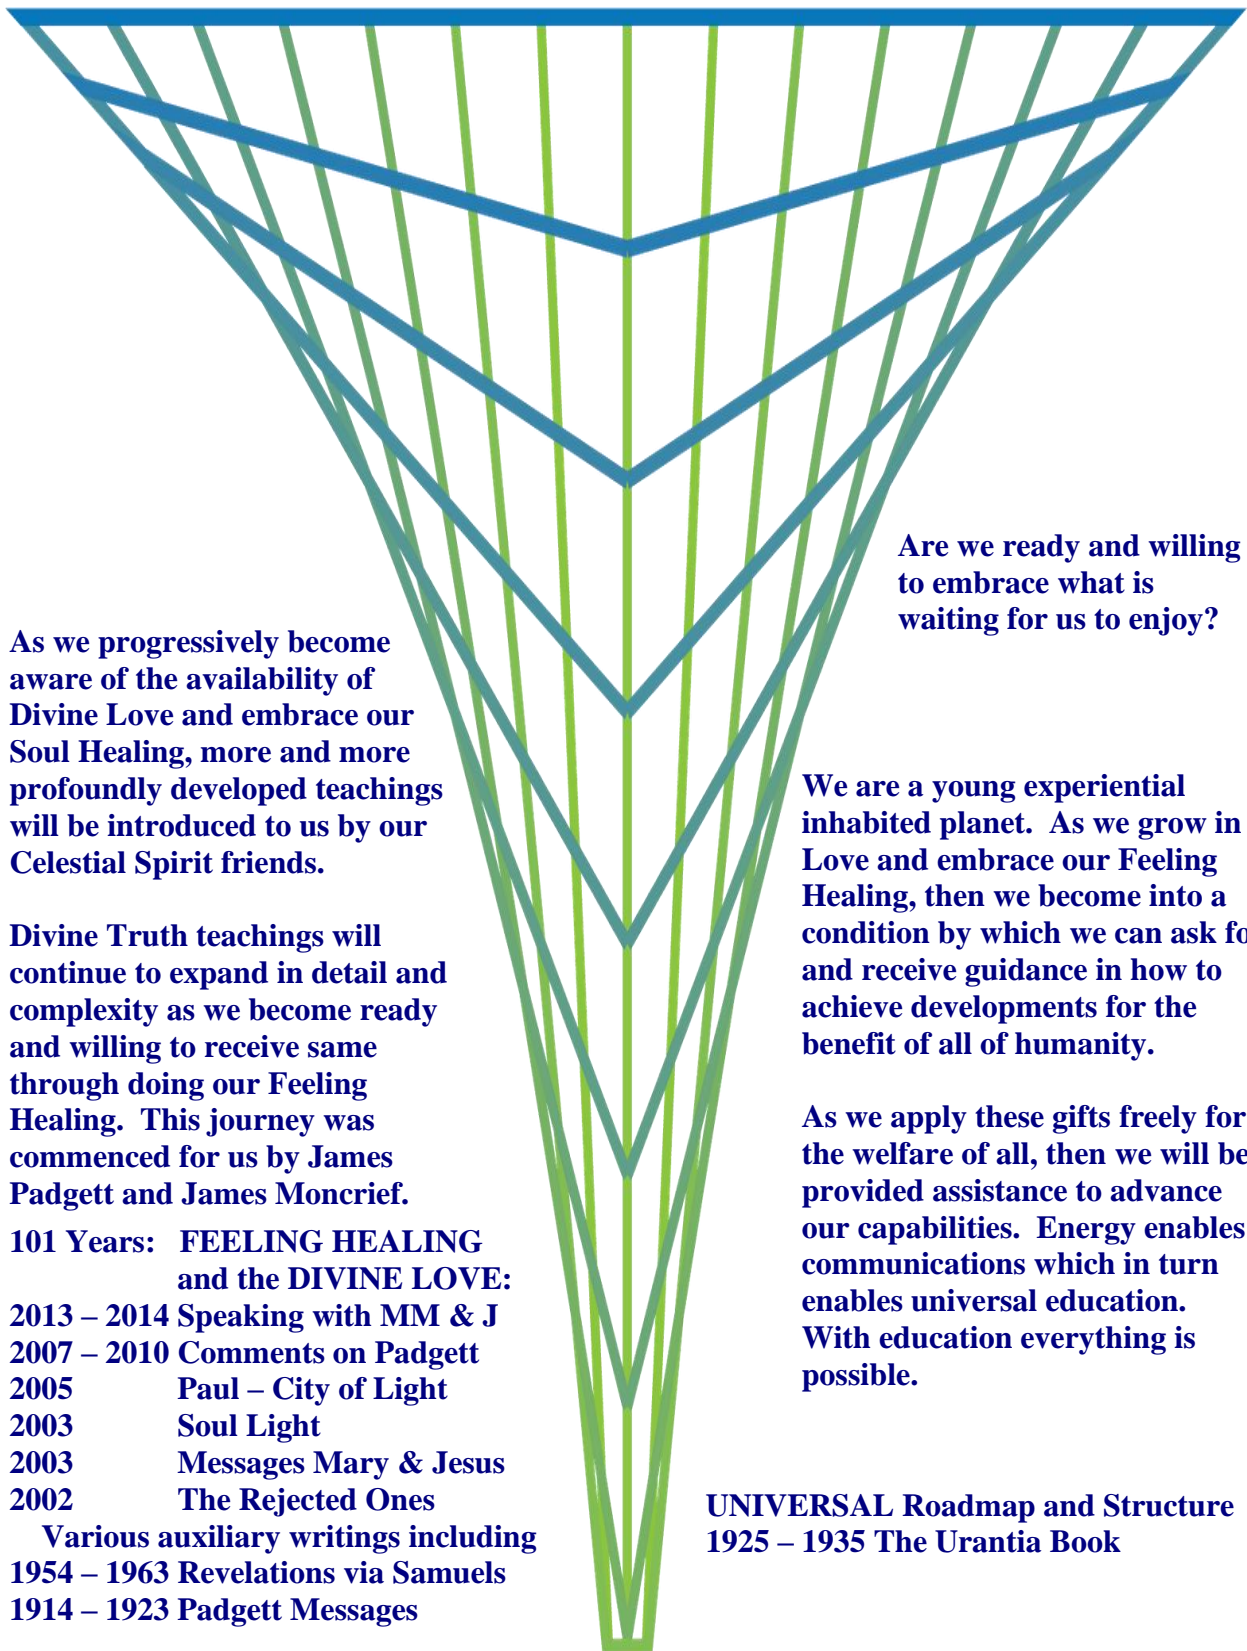 Are we ready and willing
to embrace what is
waiting for us to enjoy?
As we progressively become
aware of the availability of
Divine Love and embrace our
Soul Healing, more and more
profoundly developed teachings
will be introduced to us by our
Celestial Spirit friends.
Divine Truth teachings will
continue to expand in detail and
complexity as we become ready
and willing to receive same
through doing our Feeling
Healing.  This journey was
commenced for us by James
Padgett and James Moncrief.
101 Years:   FEELING HEALING
and the DIVINE LOVE:
2013 – 2014 Speaking with MM & J
2007 – 2010 Comments on Padgett
2005 Paul – City of Light
2003 Soul Light
2003 Messages Mary & Jesus
2002 The Rejected Ones
Various auxiliary writings including
1954 – 1963 Revelations via Samuels
1914 – 1923 Padgett Messages
We are a young experiential
inhabited planet.  As we grow in
Love and embrace our Feeling
Healing, then we become into a
condition by which we can ask fo
and receive guidance in how to
achieve developments for the
benefit of all of humanity.
As we apply these gifts freely for
the welfare of all, then we will be
provided assistance to advance
our capabilities.  Energy enables
communications which in turn
enables universal education.
With education everything is
possible.
UNIVERSAL Roadmap and Structure
1925 – 1935 The Urantia Book